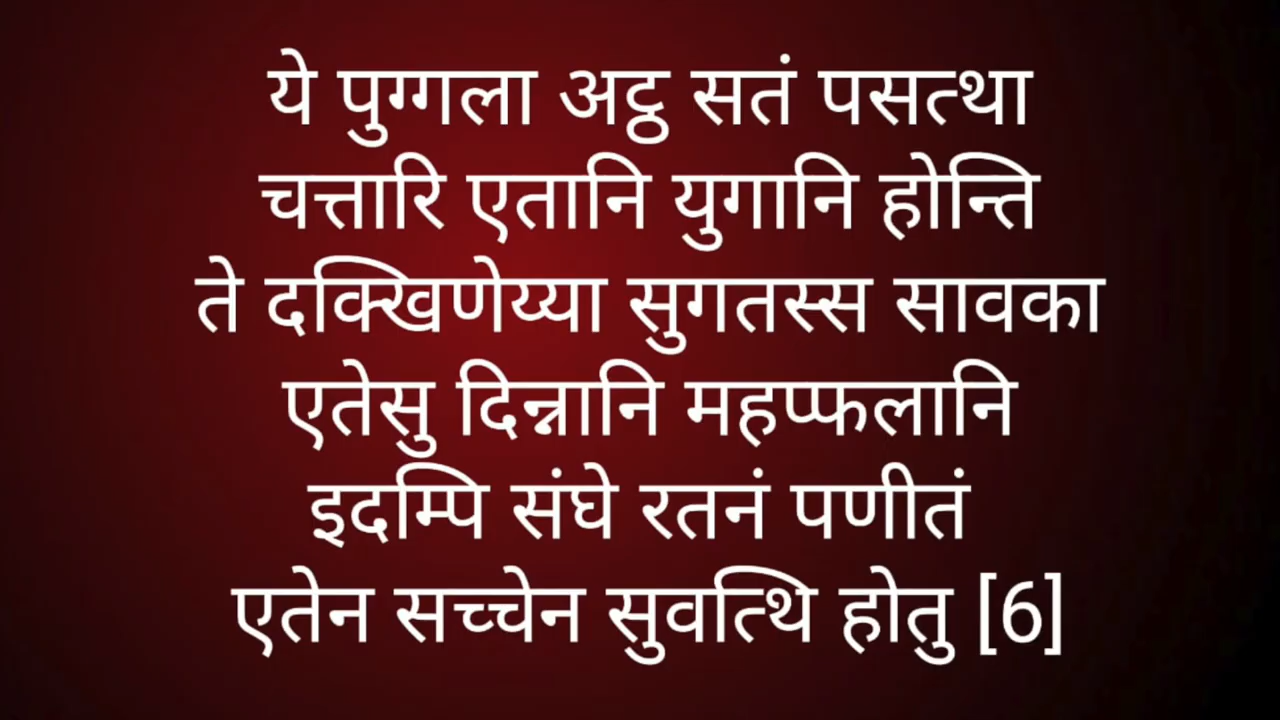 ये पुग्गला अट्ठ सतं पसत्था
चत्तारि एतानि युगानि होन्ति
ते दक्खिणेय्या सुगतस्स सावका
एतेसु दिन्नानि महप्फलानि
इदम्पि संघे रतनं पणीतं
एतेन सच्चेन सुवत्थि होतु [6]